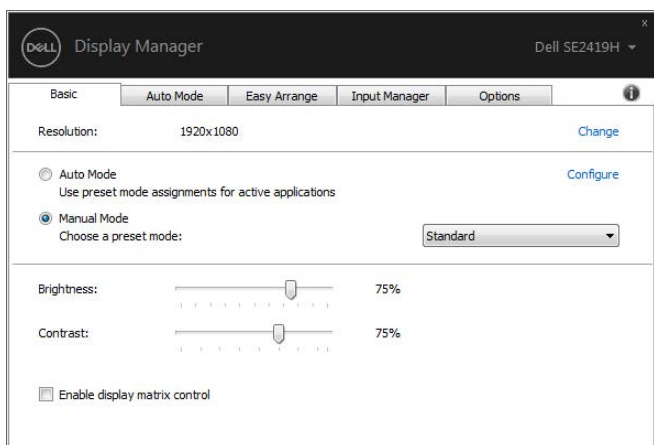 DELL Display Manager Dell SE2419H
x
Basic Auto Mode Easy Arrange Input Manager Options i
Resolution: 1920x1080 Change
Auto Mode Configure
Use preset mode assignments for active applications
Manual Mode
Choose a preset mode: Standard
Brightness: 75%
Contrast: 75%
Enable display matrix control